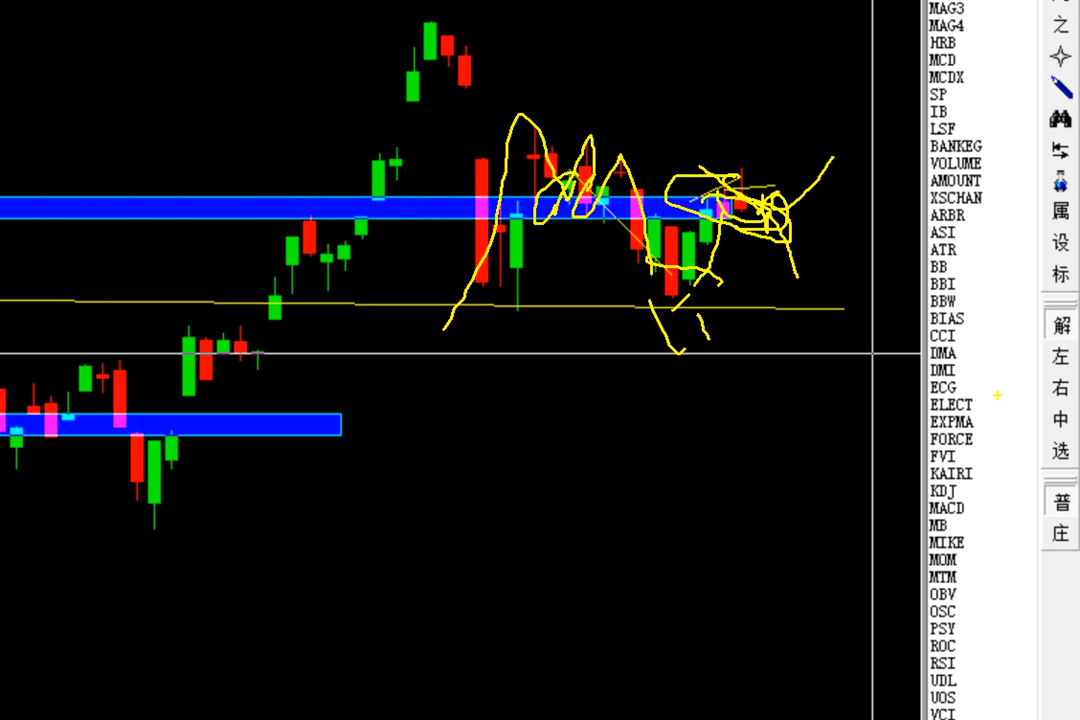 MAG3
MAG4
HRB
MCD
MCDX
SP
IB
LSF
BANKEG
VOLUME
AMOUNT
XSCHAN
ARBR
ASI
ATR
BB
BBI
BBW
BIAS
CCI
DMA
DMI
ECG
ELECT
EXPMA
FORCE
FVI
KAIRI
KDJ
MACD
MB
MIKE
MOM
MTM
OBV
OSC
PSY
ROC
RSI
UDL
UOS
VCI
之
属
设
标
解
左
右
中
选
普
庄